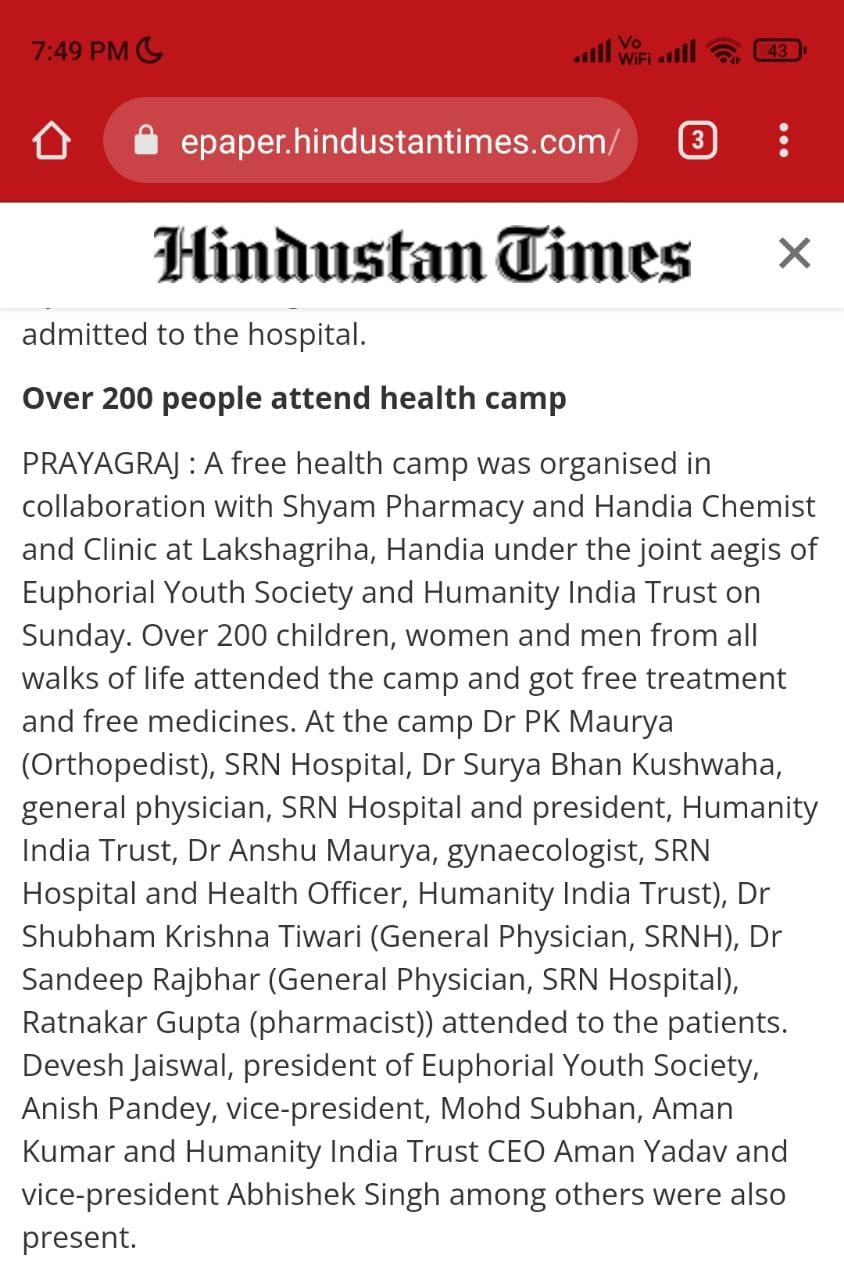 7:49 PM
Vo
WiFi
43
epaper.hindustantimes.com/
3
Hindustan Times
admitted to the hospital.
Over 200 people attend health camp
PRAYAGRAJ : A free health camp was organised in
collaboration with Shyam Pharmacy and Handia Chemist
and Clinic at Lakshagriha, Handia under the joint aegis of
Euphorial Youth Society and Humanity India Trust on
Sunday. Over 200 children, women and men from all
walks of life attended the camp and got free treatment
and free medicines. At the camp Dr PK Maurya
(Orthopedist), SRN Hospital, Dr Surya Bhan Kushwaha,
general physician, SRN Hospital and president, Humanity
India Trust, Dr Anshu Maurya, gynaecologist, SRN
Hospital and Health Officer, Humanity India Trust), Dr
Shubham Krishna Tiwari (General Physician, SRNH), Dr
Sandeep Rajbhar (General Physician, SRN Hospital),
Ratnakar Gupta (pharmacist)) attended to the patients.
Devesh Jaiswal, president of Euphorial Youth Society,
Anish Pandey, vice-president, Mohd Subhan, Aman
Kumar and Humanity India Trust CEO Aman Yadav and
vice-president Abhishek Singh among others were also
present.